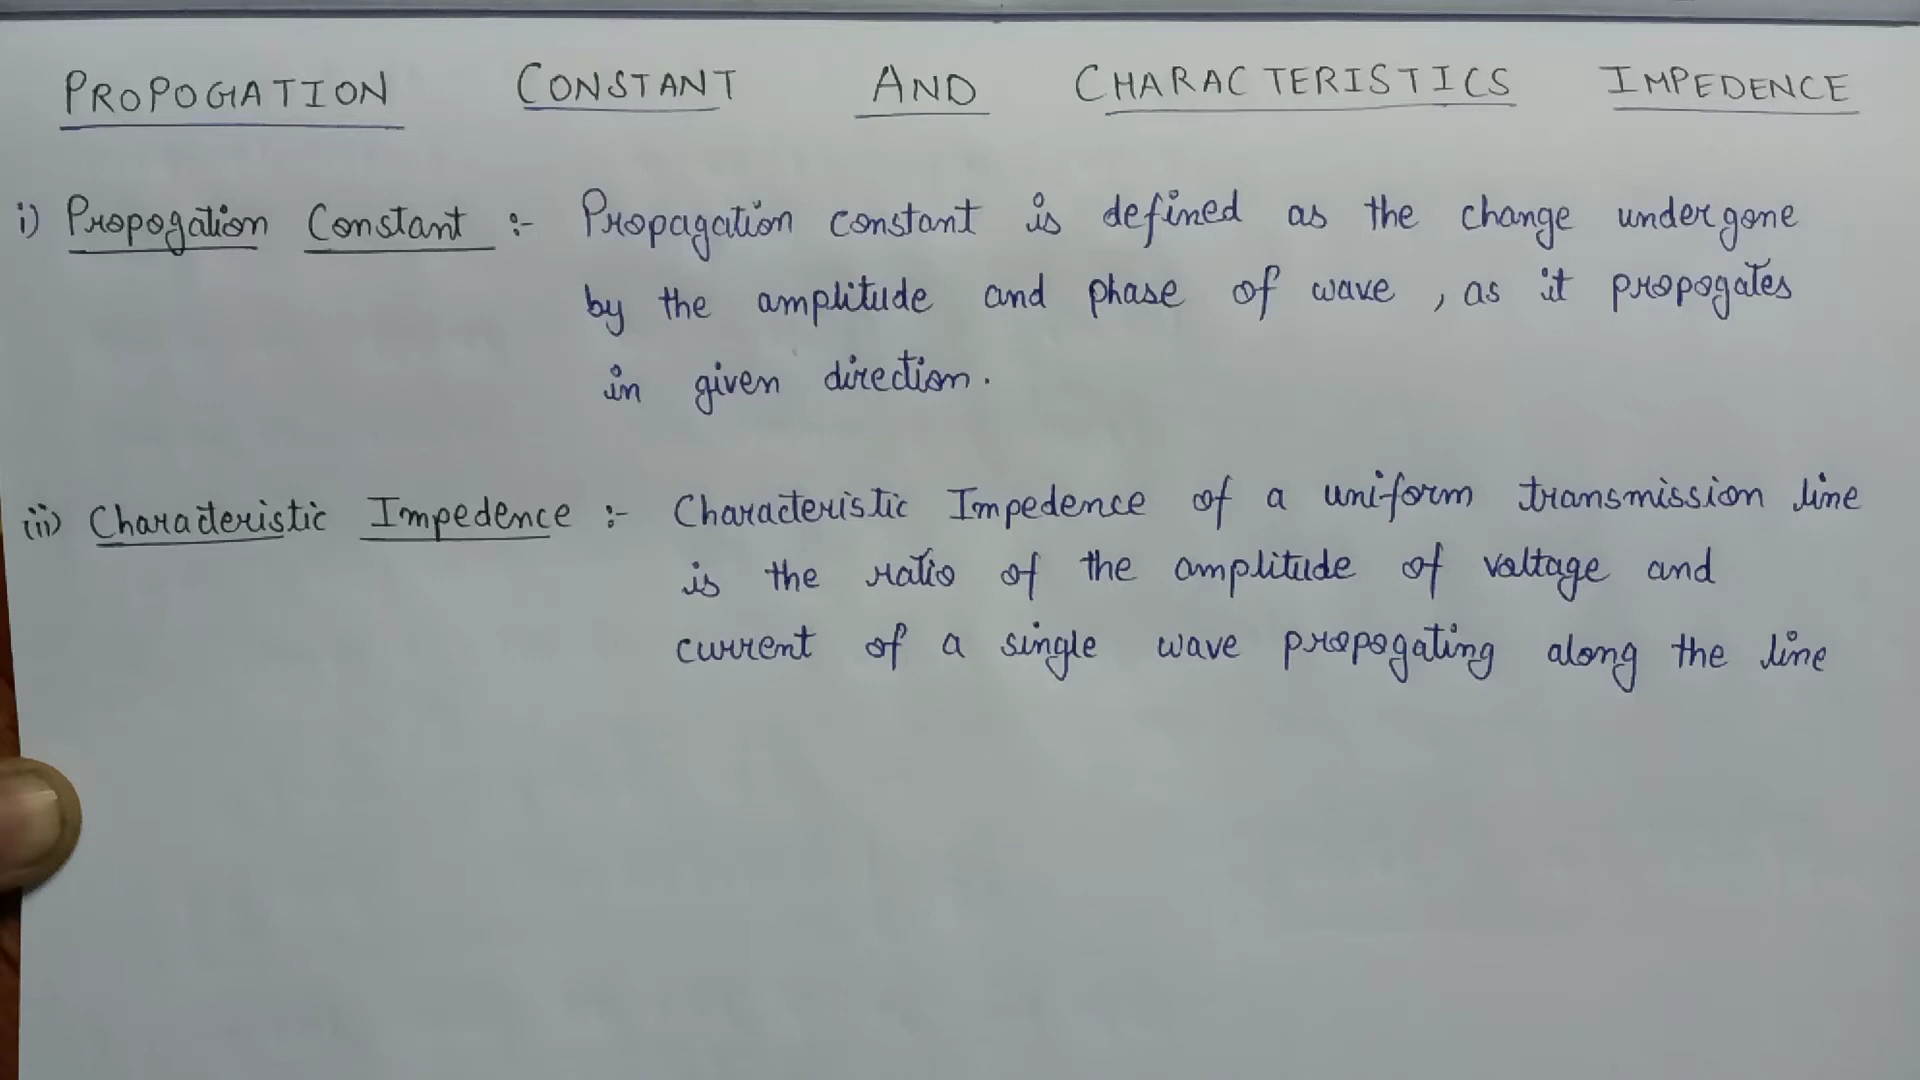 PROPOGATION CONSTANT AND CHARACTERISTICS IMPEDENCE
i) Propogation Constant :- Propagation constant is defined as the change undergone
by the amplitude and phase of wave, as it propogates
in given direction.
(ii) Characteristic Impedence :- Characteristic Impedence of a uniform transmission line
is the ratio of the amplitude of voltage and
current of a single wave propogating along the line